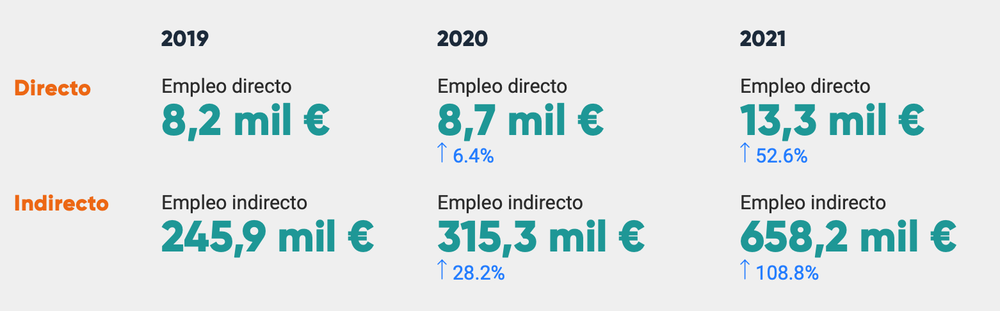 2019
2020
2021
Directo
Empleo directo
8,2 mil €
Empleo directo
8,7 mil €
↑ 6.4%
Empleo directo
13,3 mil €
↑ 52.6%
Indirecto
Empleo indirecto
245,9 mil €
Empleo indirecto
315,3 mil €
↑ 28.2%
Empleo indirecto
658,2 mil €
↑ 108.8%